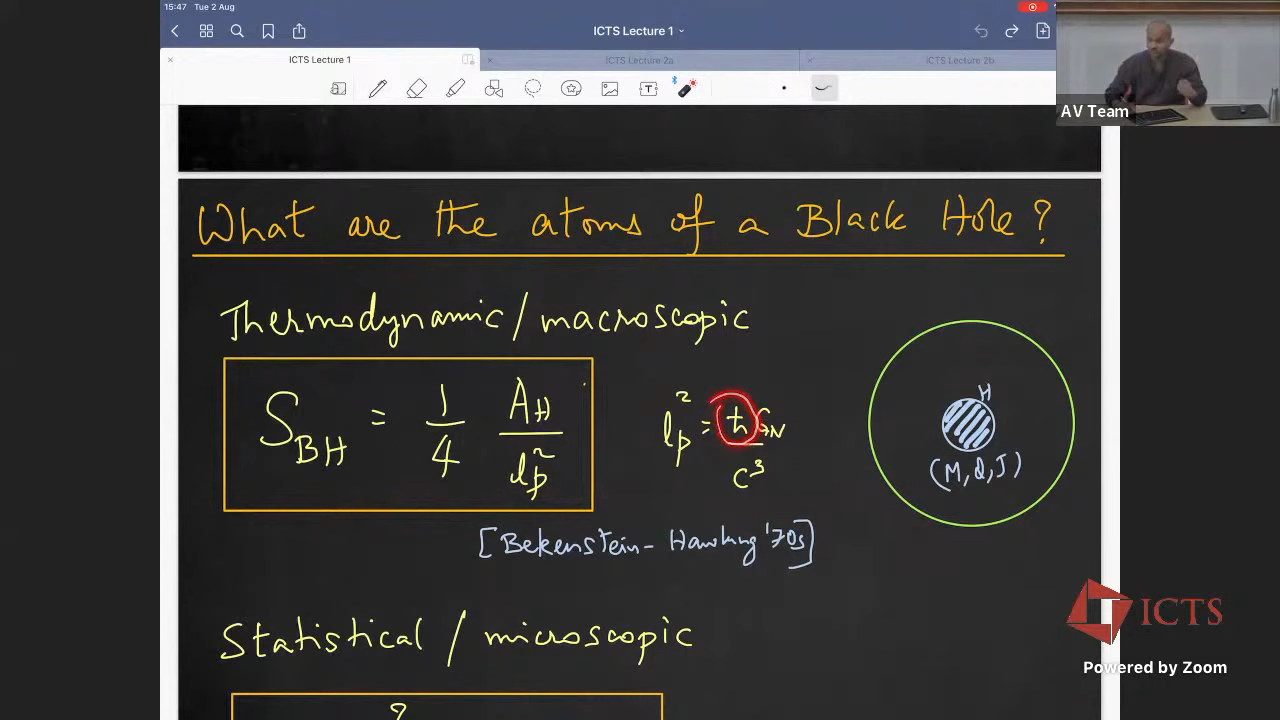 15:47 Tue 2 Aug
ICTS Lecture 1
ICTS Lecture 1
ICTS Lecture 2a
ICTS Lecture 2b
AV Team
What are the atoms of a Black Hole?
Thermodynamic / macroscopic
S_BH = 1/4 A_H/l_p^2
l_p^2 = ħ G_N/c^3
H
(M, Q, J)
[Bekenstein-Hawking '70s]
Statistical / microscopic
?
ICTS
Powered by Zoom